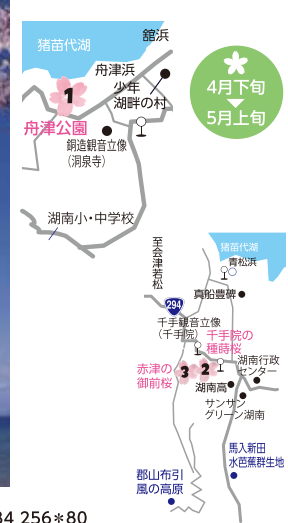 猪苗代湖
舘浜
舟津浜
少年
湖畔の村
1
舟津公園
銅造観音立像
（洞泉寺）
湖南小・中学校
4月下旬
5月上旬
至会津若松
猪苗代湖
青松浜
真船豊碑
294
千手観音立像
（千手院）
千手院の
種蒔桜
赤津の
御前桜
3
2
湖南行政
センター
湖南高
サンサン
グリーン湖南
馬入新田
水芭蕉群生地
郡山布引
風の高原
34 256*80